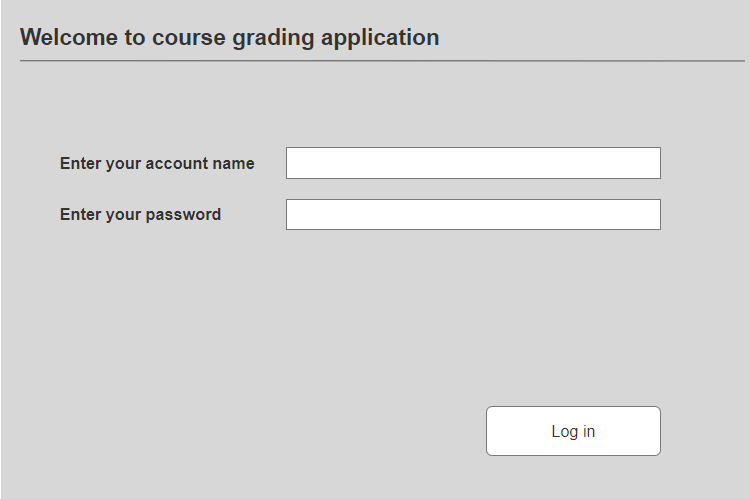 Welcome to course grading application
Enter your account name
Enter your password
Log in